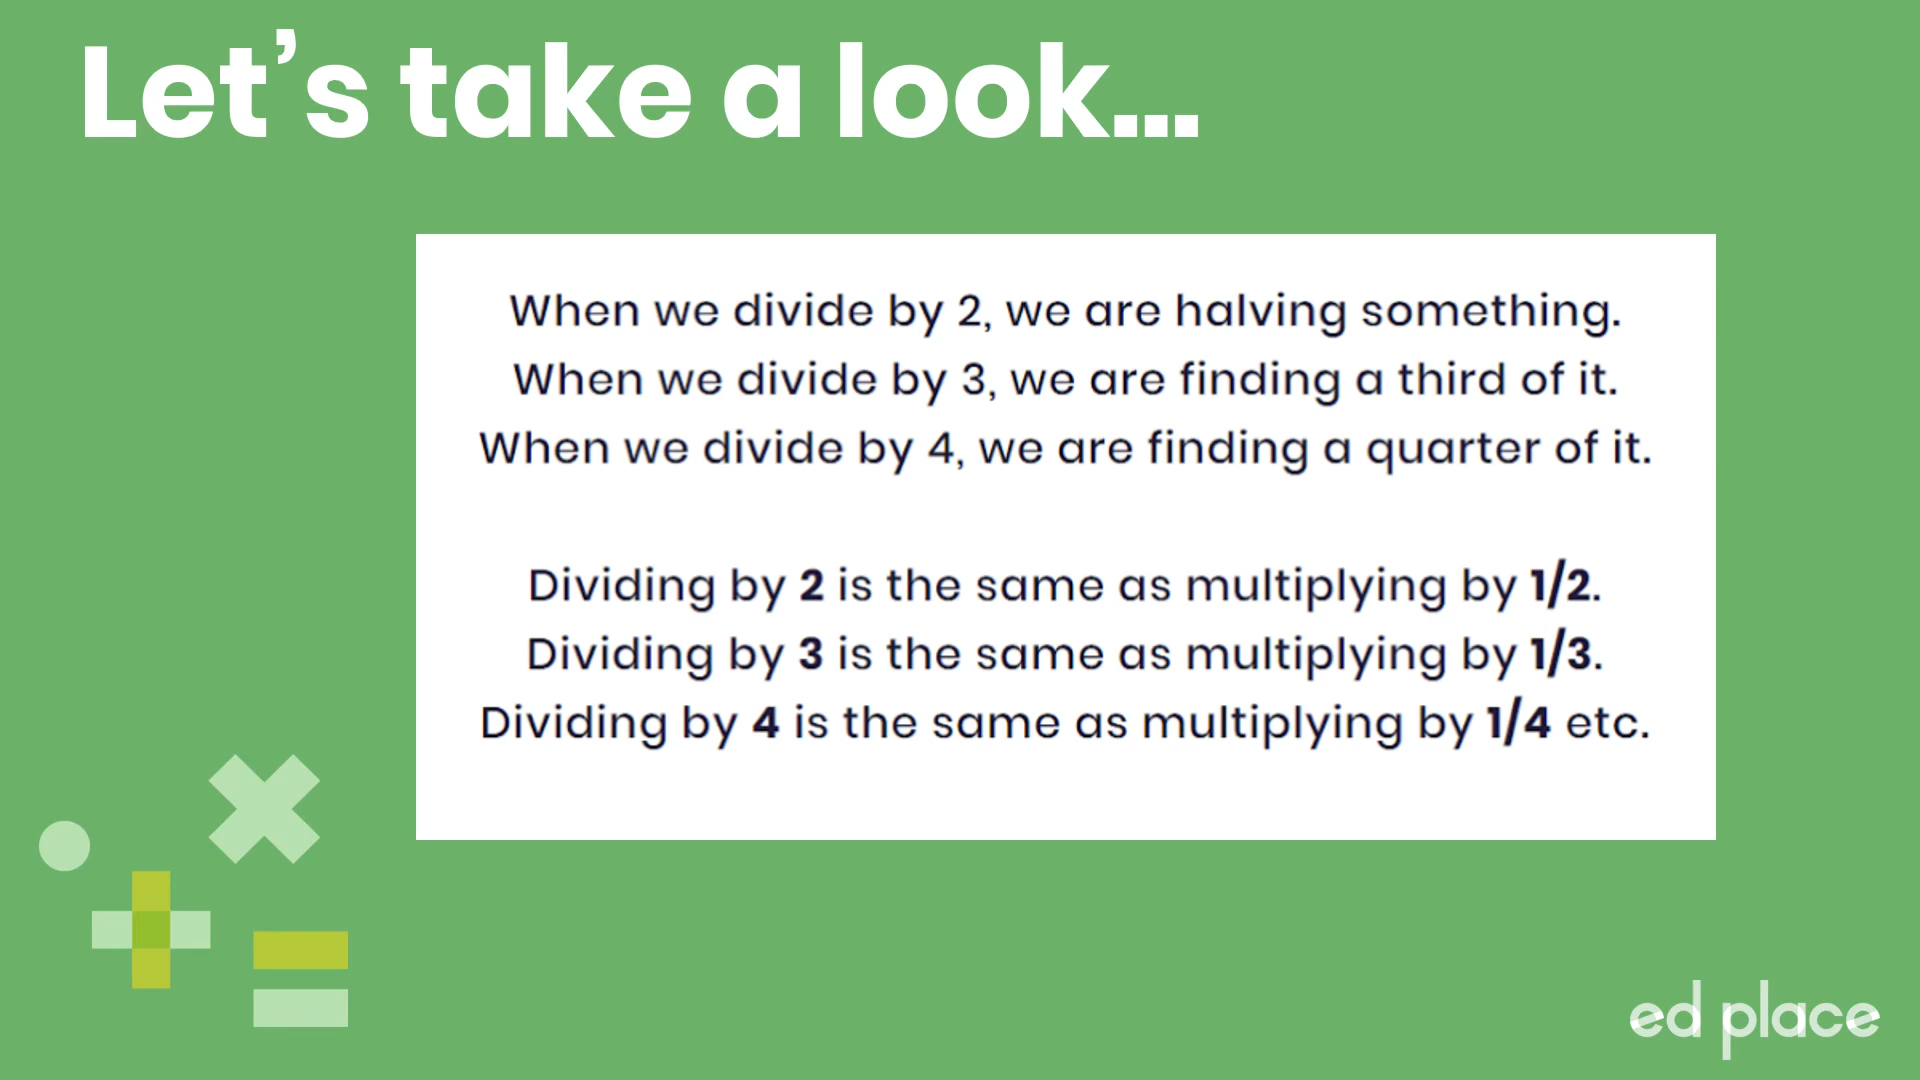 Let’s take a look...
When we divide by 2, we are halving something.
When we divide by 3, we are finding a third of it.
When we divide by 4, we are finding a quarter of it.
Dividing by 2 is the same as multiplying by 1/2.
Dividing by 3 is the same as multiplying by 1/3.
Dividing by 4 is the same as multiplying by 1/4 etc.
ed place